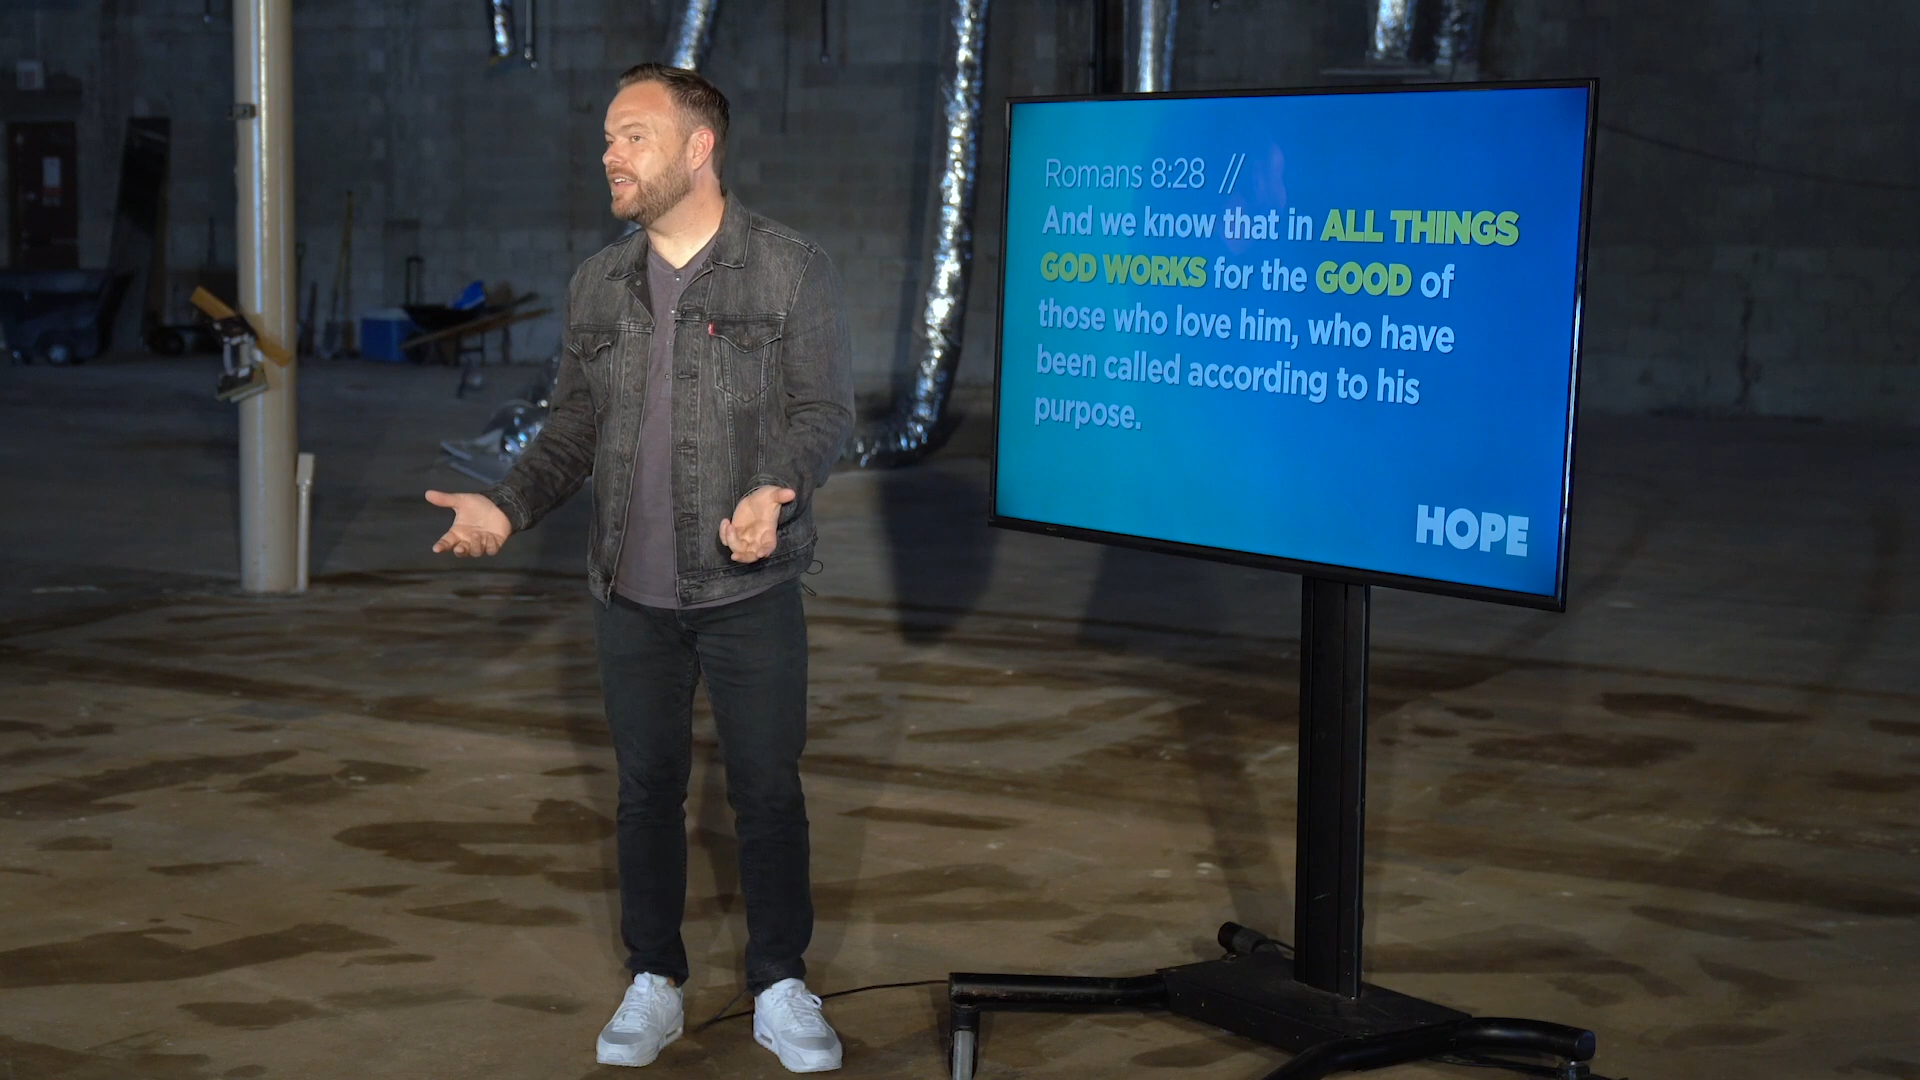 Romans 8:28 //
And we know that in ALL THINGS
GOD WORKS for the GOOD of
those who love him, who have
been called according to his
purpose.
HOPE